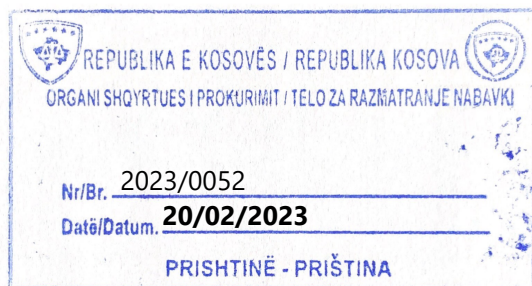 REPUBLIKA E KOSOVËS / REPUBLIKA KOSOVA
ORGANI SHQYRTUES I PROKURIMIT / TELO ZA RAZMATRANJE NABAVKI
Nr/Br. 2023/0052
Datë/Datum. 20/02/2023
PRISHTINË - PRIŠTINA